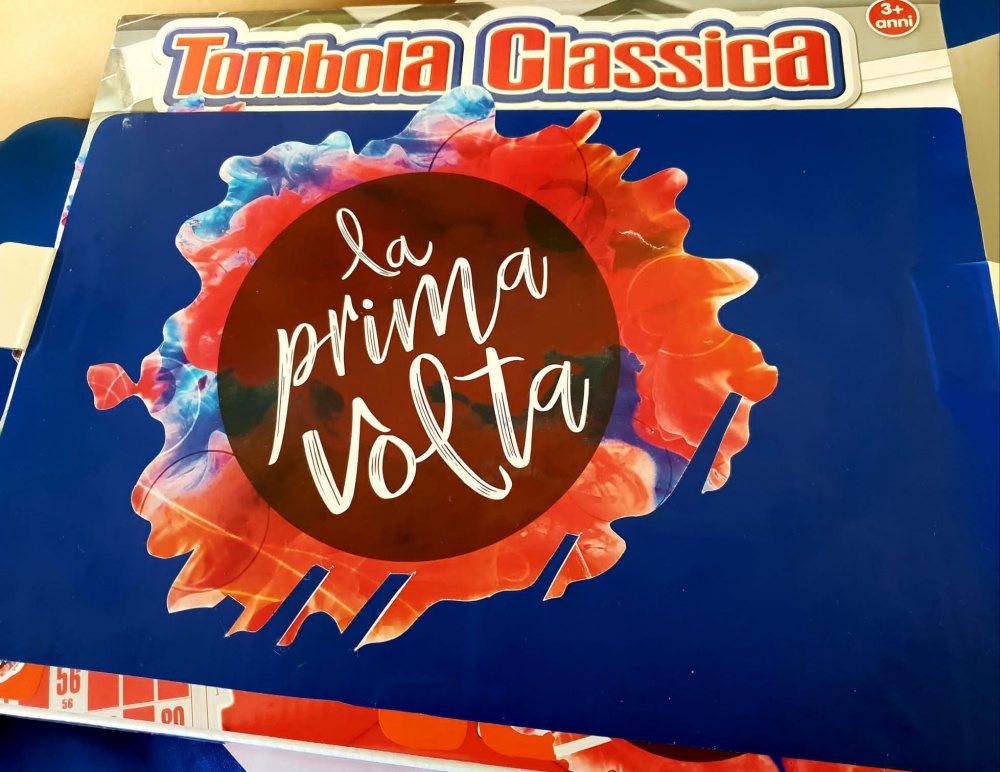 Tombola Classica
3+
anni
la
prima
volta
56
56
90